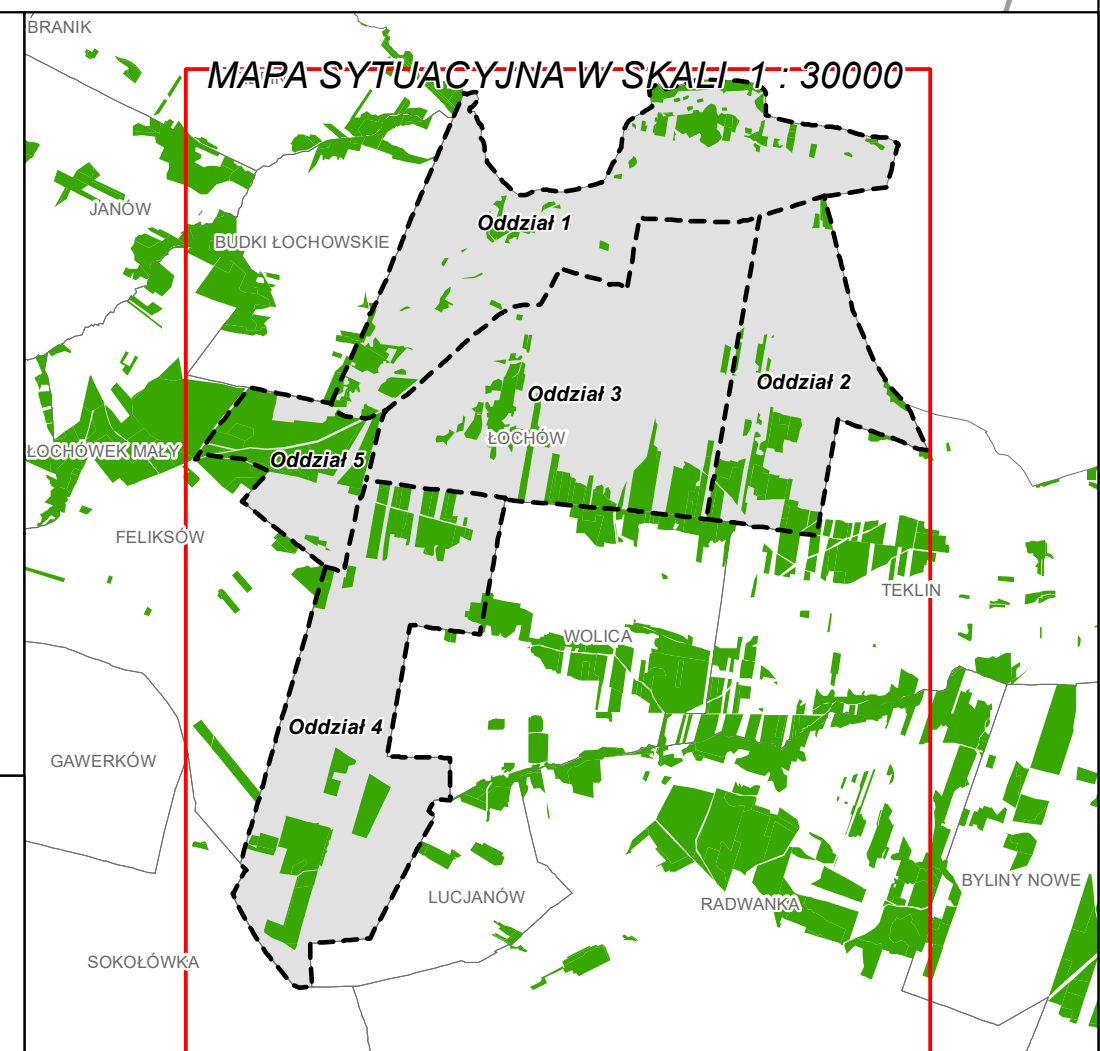 BRANIK
MAPA SYTUACYJNA W SKALI 1 : 30000
JANÓW
Oddział 1
BUDKI ŁOCHOWSKIE
Oddział 2
Oddział 3
ŁOCHÓW
ŁOCHÓWEK MAŁY
Oddział 5
FELIKSÓW
TEKLIN
WOLICA
Oddział 4
GAWERKÓW
BYLINY NOWE
LUCJANÓW
RADWANKA
SOKOŁÓWKA